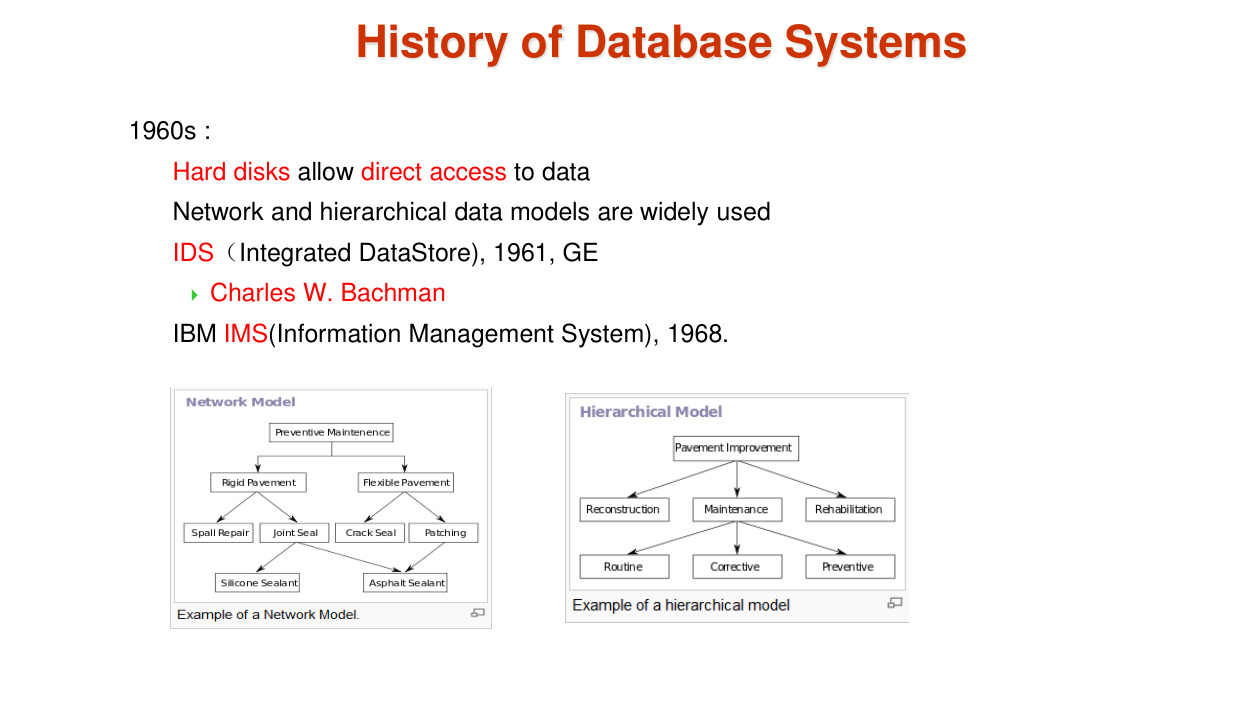 History of Database Systems
1960s :
Hard disks allow direct access to data
Network and hierarchical data models are widely used
IDS（Integrated DataStore), 1961, GE
Charles W. Bachman
IBM IMS(Information Management System), 1968.
Network Model
Preventive Maintenence
Rigid Pavement
Flexible Pavement
Spall Repair
Joint Seal
Crack Seal
Patching
Silicone Sealant
Asphalt Sealant
Example of a Network Model.
Hierarchical Model
Pavement Improvement
Reconstruction
Maintenance
Rehabilitation
Routine
Corrective
Preventive
Example of a hierarchical model